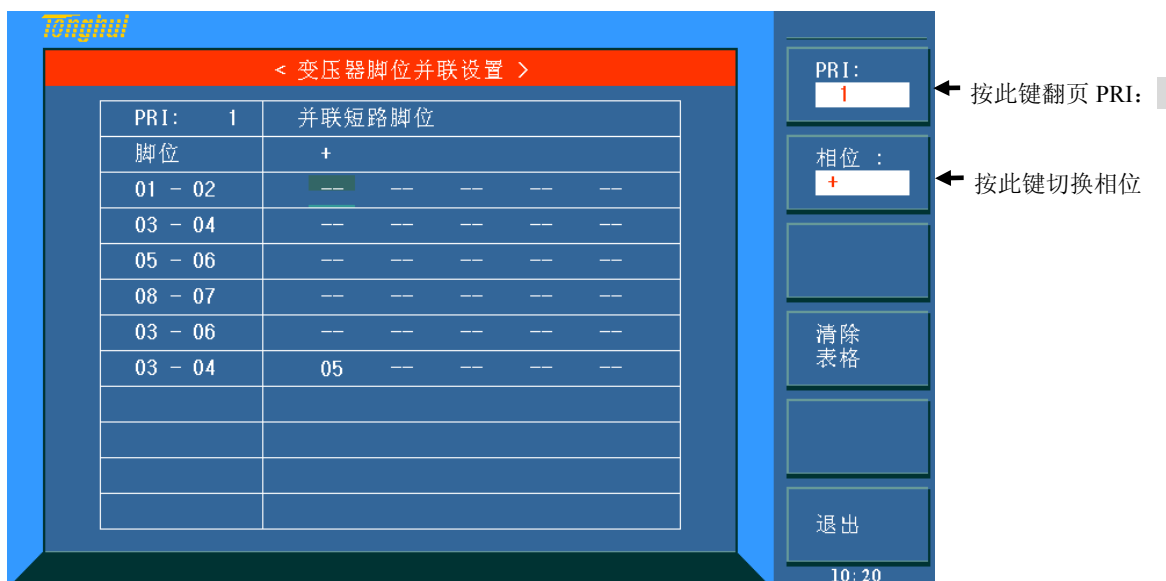 Tonghui
< 变压器脚位并联设置 >
PRI: 1 并联短路脚位
脚位 +
01 - 02 -- -- -- -- --
03 - 04 -- -- -- -- --
05 - 06 -- -- -- -- --
08 - 07 -- -- -- -- --
03 - 06 -- -- -- -- --
03 - 04 05 -- -- -- --
PRI:
1
相位 :
+
清除
表格
退出
10:20
按此键翻页 PRI：
按此键切换相位